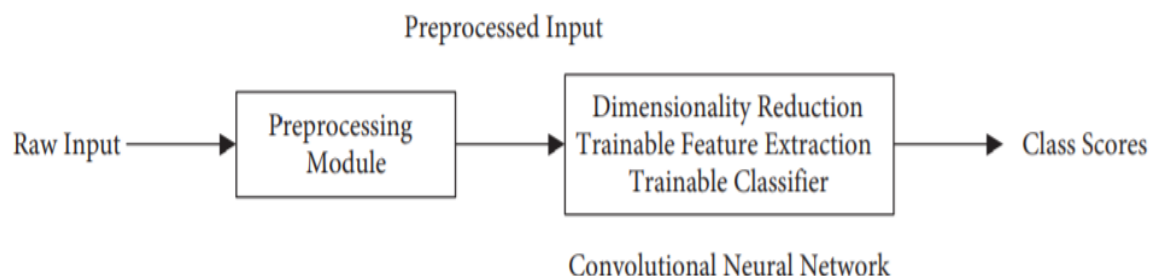 Preprocessed Input
Raw Input
Preprocessing
Module
Dimensionality Reduction
Trainable Feature Extraction
Trainable Classifier
Class Scores
Convolutional Neural Network